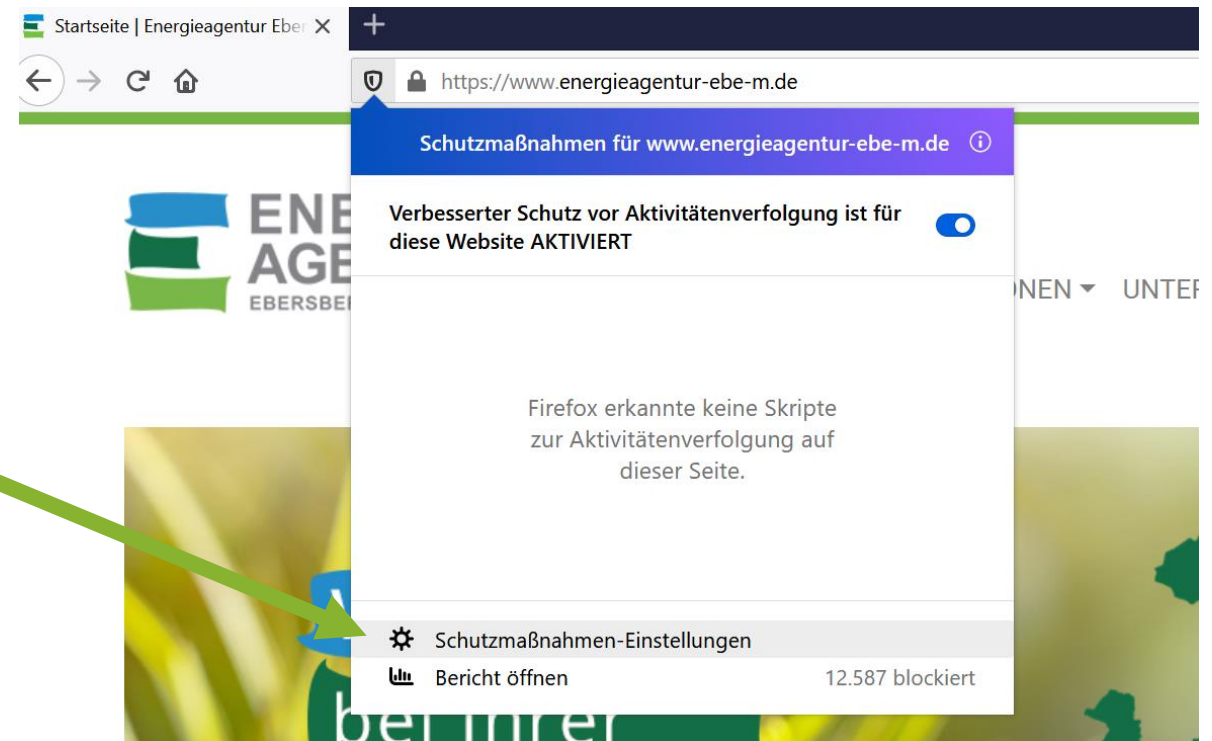 Startseite | Energieagentur Eber
https://www.energieagentur-ebe-m.de
Schutzmaßnahmen für www.energieagentur-ebe-m.de
ENE
AGE
EBERSBE
Verbesserter Schutz vor Aktivitätenverfolgung ist für
diese Website AKTIVIERT
ONEN UNTER
Firefox erkannte keine Skripte
zur Aktivitätenverfolgung auf
dieser Seite.
Schutzmaßnahmen-Einstellungen
Bericht öffnen 12.587 blockiert
bei Ihrer